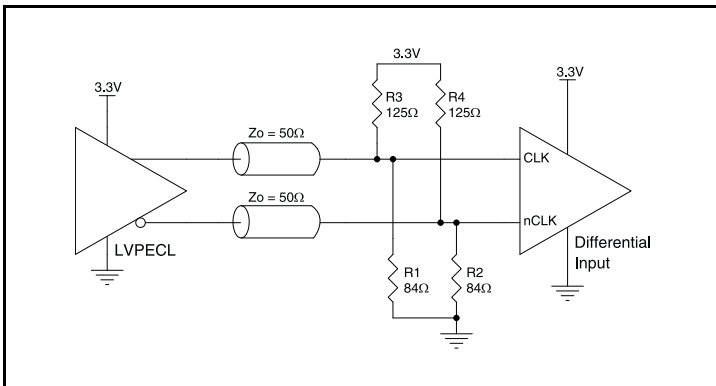 3.3V
3.3V
3.3V
R3
125Ω
R4
125Ω
Zo = 50Ω
CLK
Zo = 50Ω
nCLK
LVPECL
Differential
Input
R1
84Ω
R2
84Ω